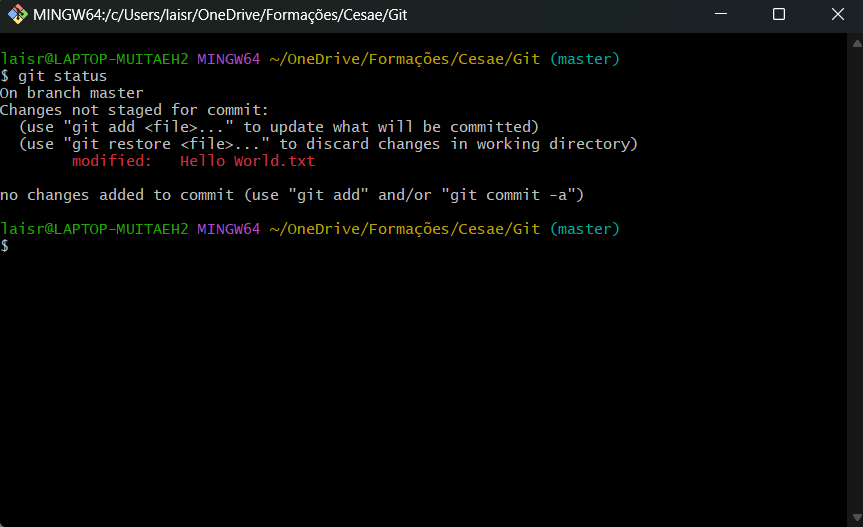 MINGW64:/c/Users/laisr/OneDrive/Formações/Cesae/Git
laisr@LAPTOP-MUITAEH2 MINGW64 ~/OneDrive/Formações/Cesae/Git (master)
$ git status
On branch master
Changes not staged for commit:
  (use "git add <file>..." to update what will be committed)
  (use "git restore <file>..." to discard changes in working directory)
        modified:   Hello World.txt

no changes added to commit (use "git add" and/or "git commit -a")

laisr@LAPTOP-MUITAEH2 MINGW64 ~/OneDrive/Formações/Cesae/Git (master)
$